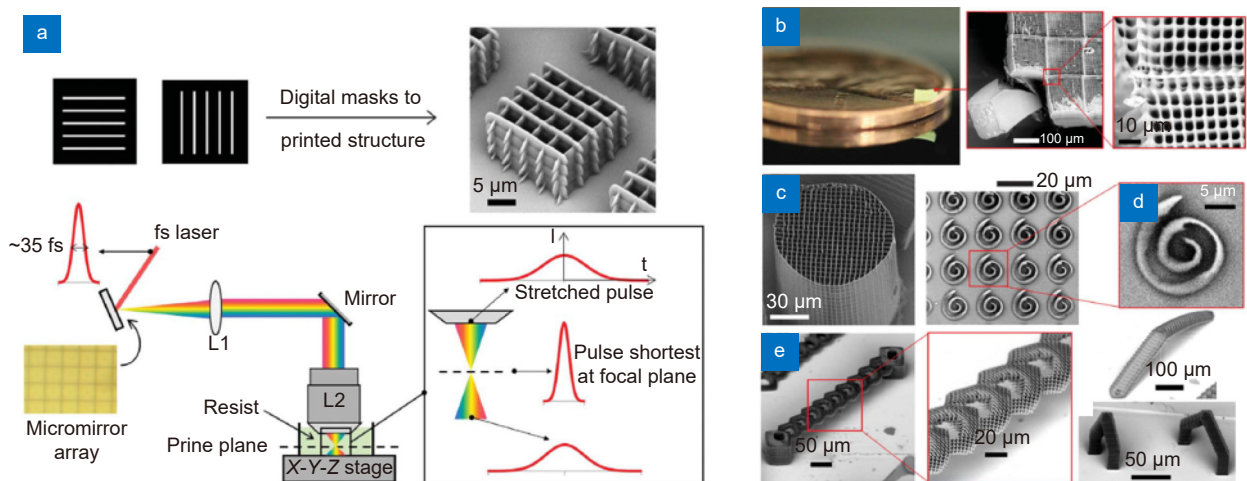 a
Digital masks to
printed structure
5 µm
~35 fs
fs laser
Mirror
L1
L2
Micromirror
array
Resist
Prine plane
X-Y-Z stage
I
t
Stretched pulse
Pulse shortest
at focal plane
b
100 µm
10 µm
c
30 µm
20 µm
d
5 µm
e
50 µm
20 µm
100 µm
50 µm